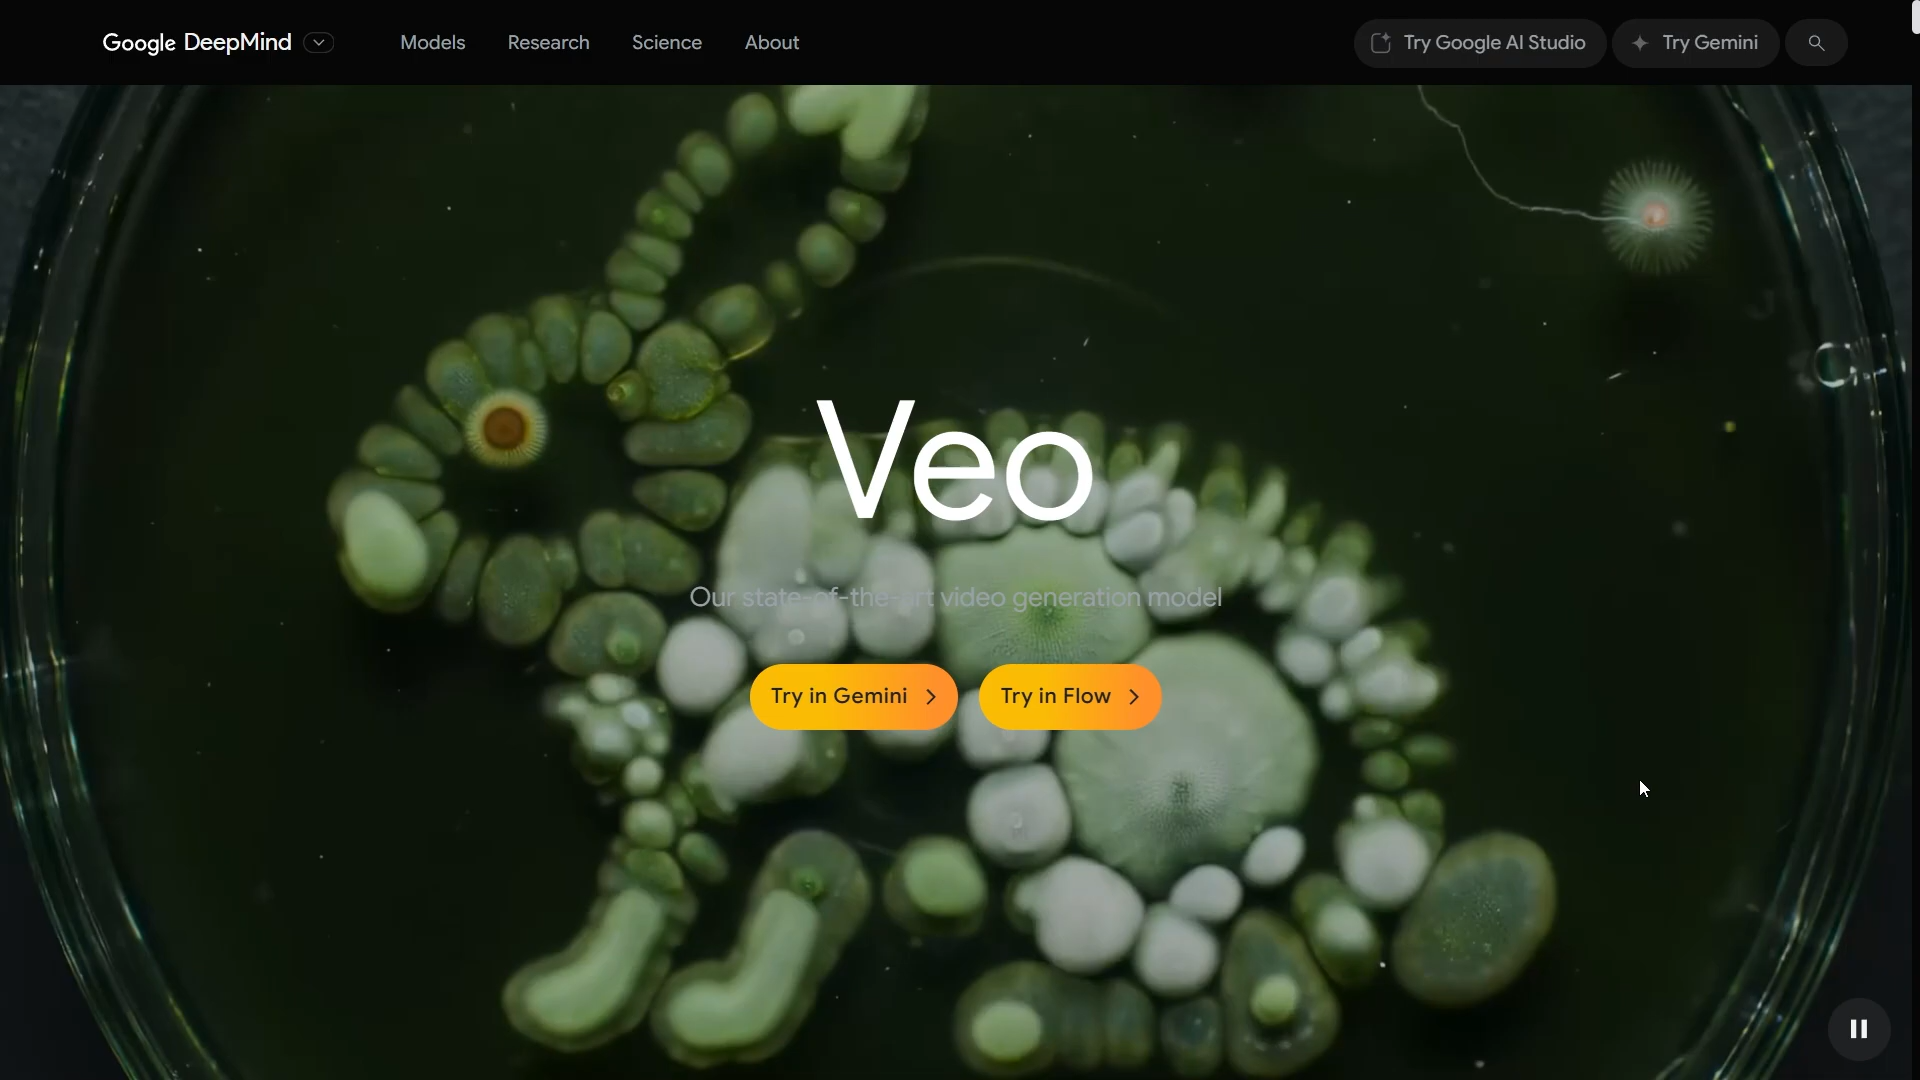 Google DeepMind
Models
Research
Science
About
Try Google AI Studio
Try Gemini
Veo
Our state-of-the-art video generation model
Try in Gemini
Try in Flow